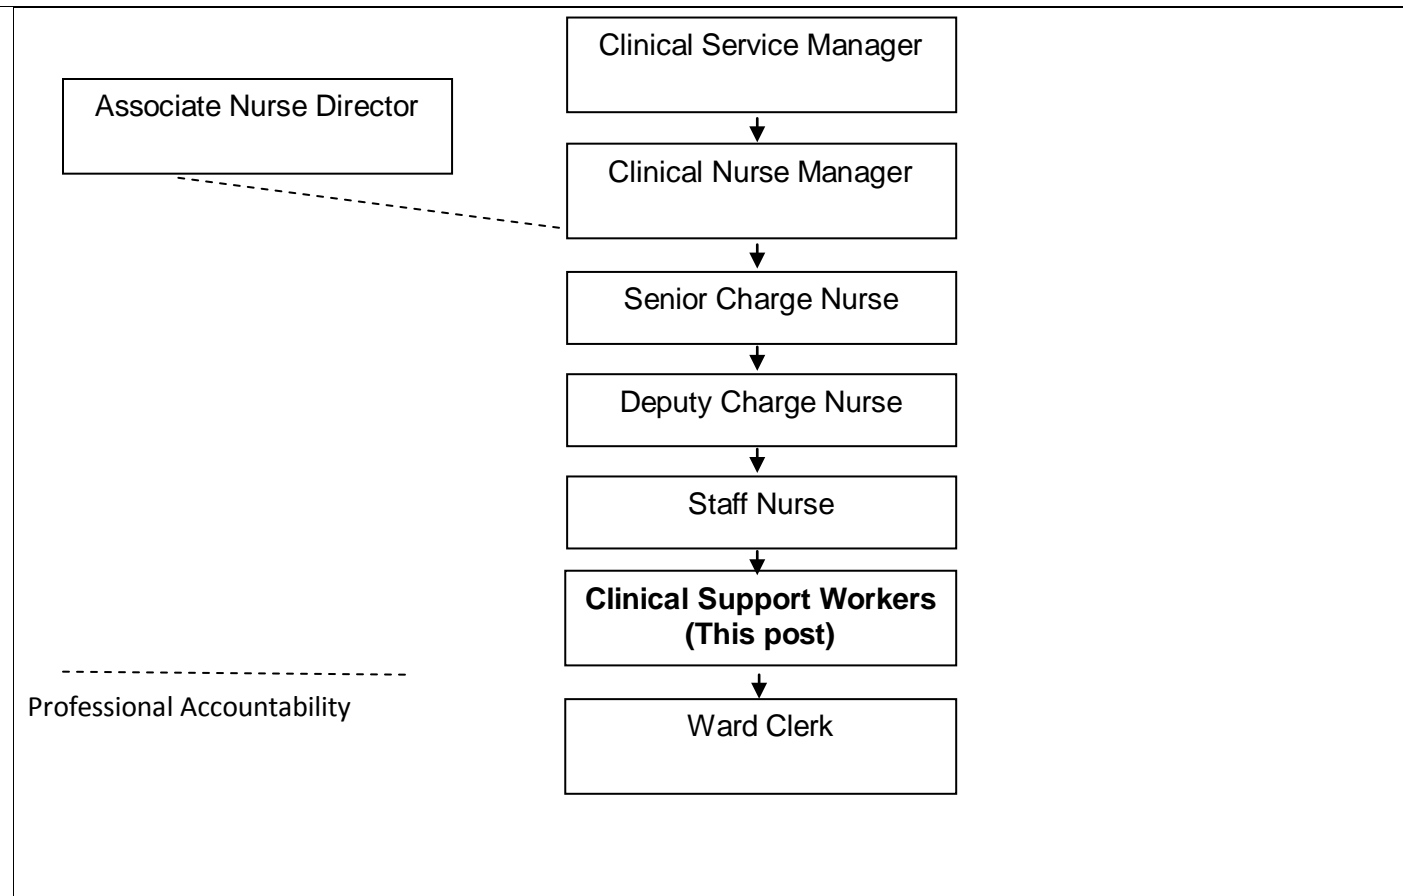 Clinical Service Manager
Associate Nurse Director
Clinical Nurse Manager
Senior Charge Nurse
Deputy Charge Nurse
Staff Nurse
Clinical Support Workers
(This post)
Professional Accountability
Ward Clerk